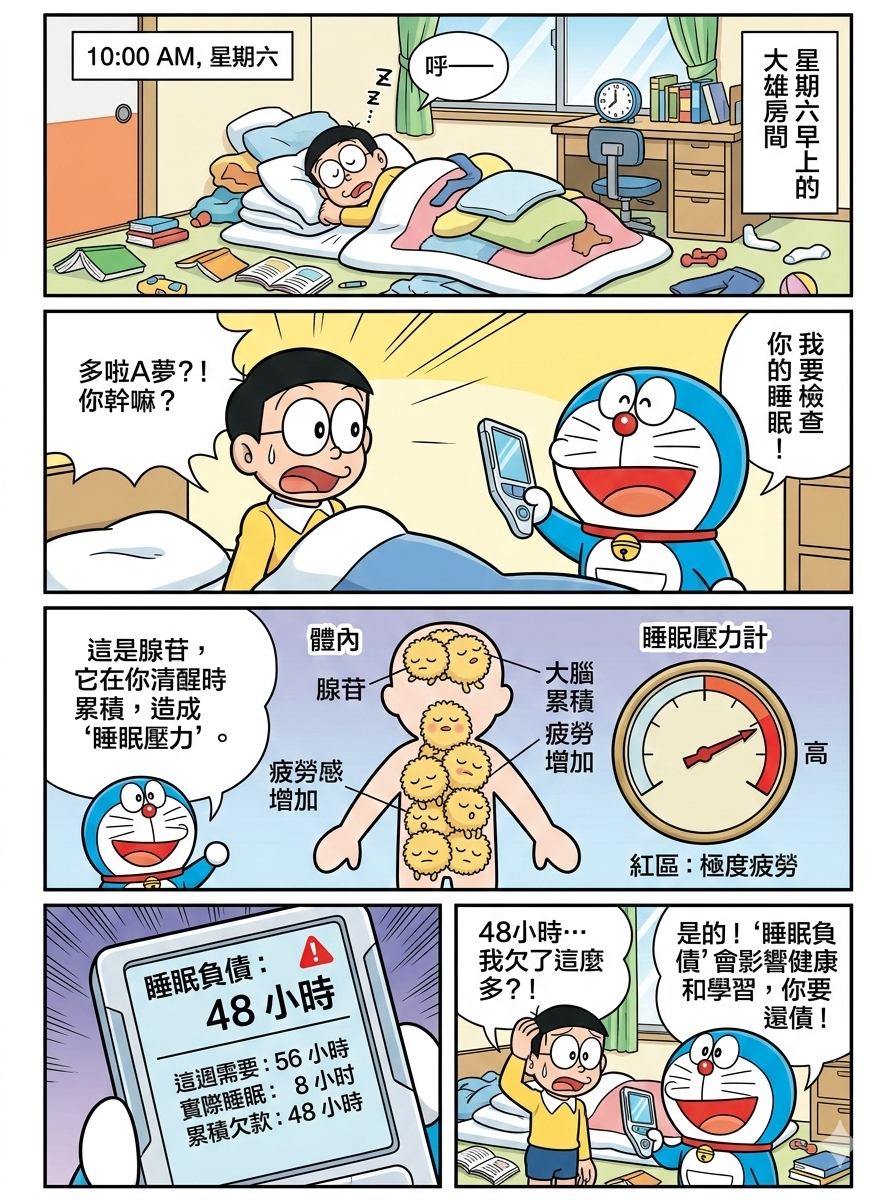 10:00 AM, 星期六
呼——
Z
Z
星期六早上的
大雄房間
多啦A夢?!
你幹嘛?
我要檢查
你的睡眠!
這是腺苷，
它在你清醒時
累積，造成
‘睡眠壓力’。
體內
腺苷
大腦
累積
疲勞
增加
疲勞感
增加
睡眠壓力計
高
紅區：極度疲勞
睡眠負債：
48 小時
這週需要：56 小時
實際睡眠： 8 小时
累積欠款：48 小時
48小時…
我欠了這麼
多?!
是的！‘睡眠負
債’會影響健康
和學習，你要
還債！